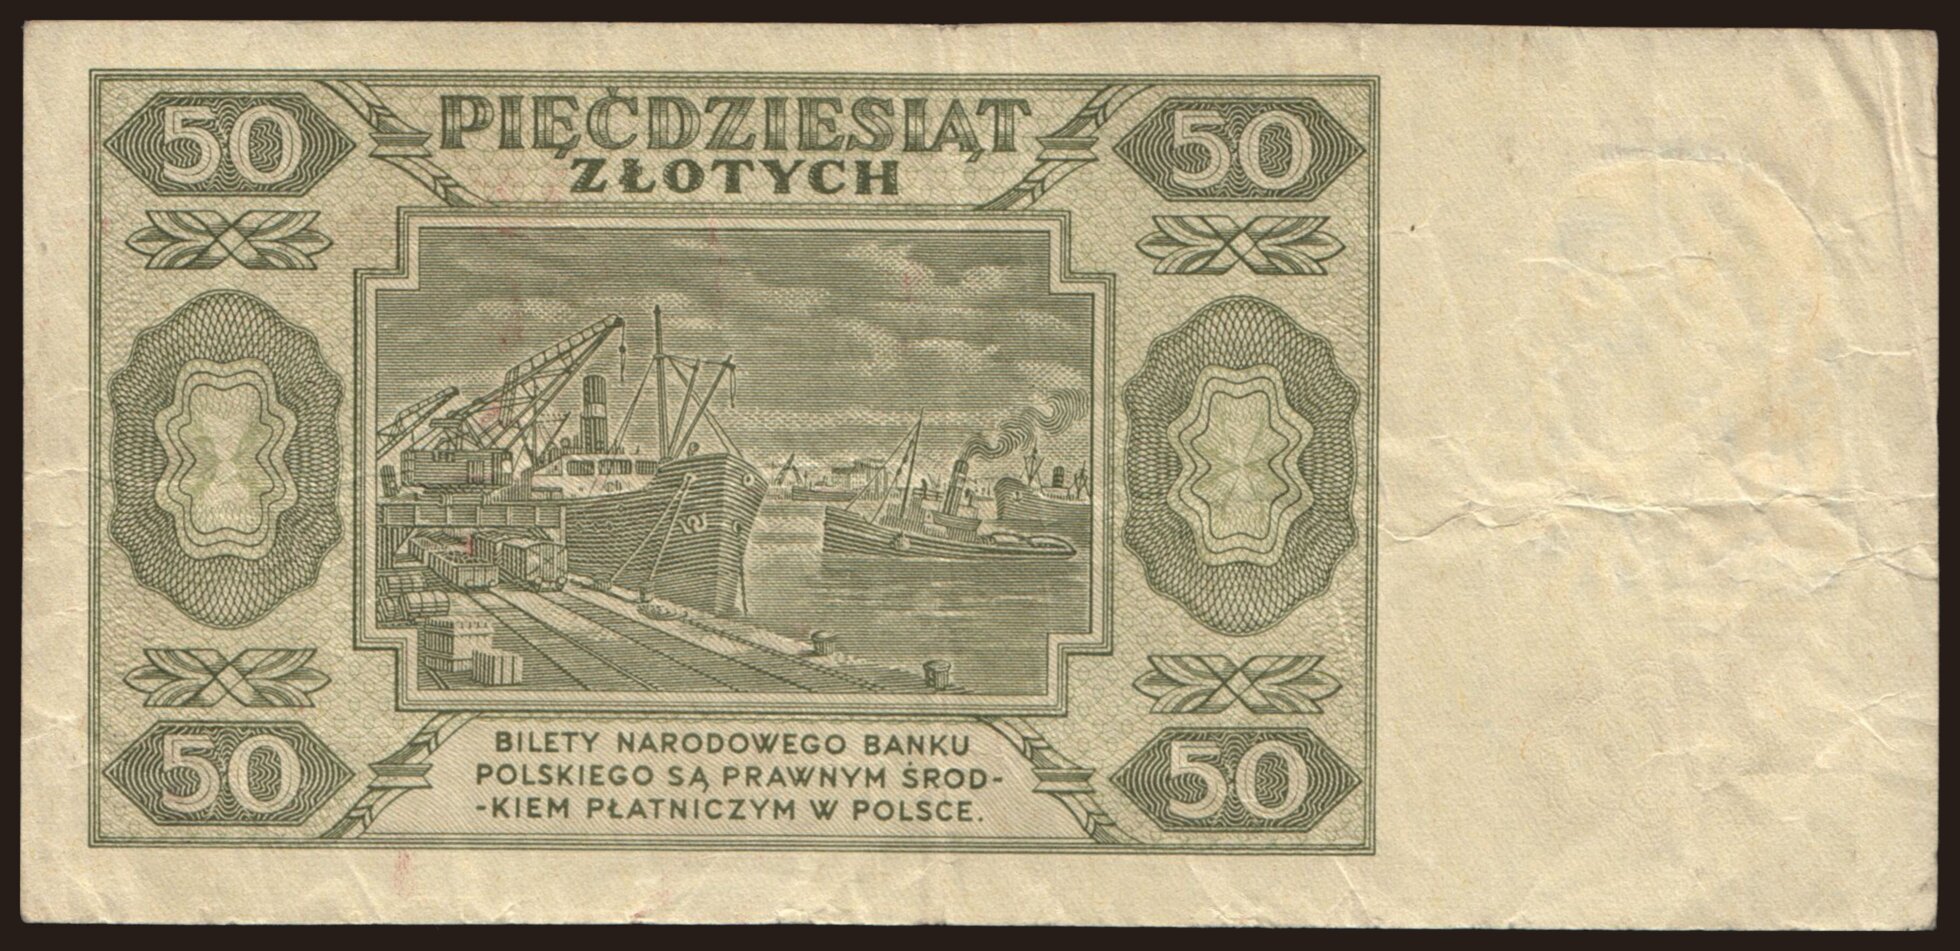 50
PIĘĆDZIESIĄT
50
ZŁOTYCH
50
BILETY NARODOWEGO BANKU
POLSKIEGO SĄ PRAWNYM ŚROD-
-KIEM PŁATNICZYM W POLSCE.
50